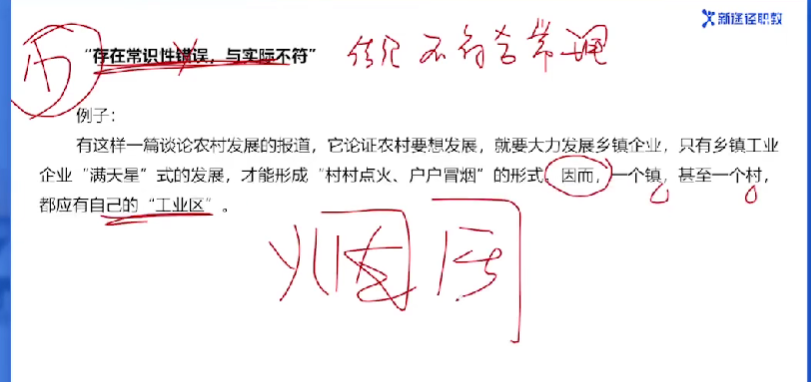 新途径职教
"存在常识性错误，与实际不符"
不符合常理
例子：
有这样一篇谈论农村发展的报道，它论证农村要想发展，就要大力发展乡镇企业，只有乡镇工业
企业"满天星"式的发展，才能形成"村村点火、户户冒烟"的形式，因而，一个镇，甚至一个村，
都应有自己的"工业区"。